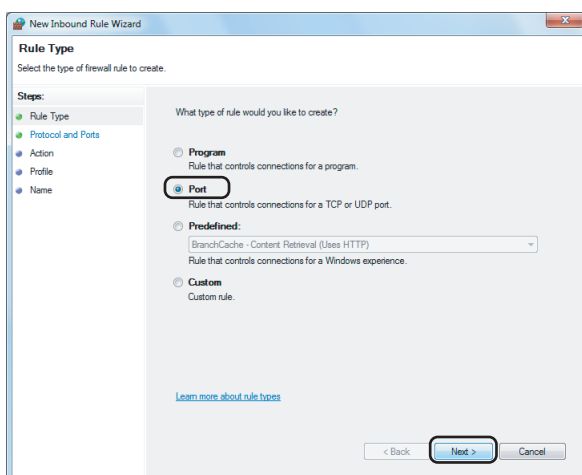 New Inbound Rule Wizard
Rule Type
Select the type of firewall rule to create.
Steps:
Rule Type
Protocol and Ports
Action
Profile
Name
What type of rule would you like to create?
Program
Rule that controls connections for a program.
Port
Rule that controls connections for a TCP or UDP port.
Predefined:
BranchCache - Content Retrieval (Uses HTTP)
Rule that controls connections for a Windows experience.
Custom
Custom rule.
Learn more about rule types
< Back Next > Cancel